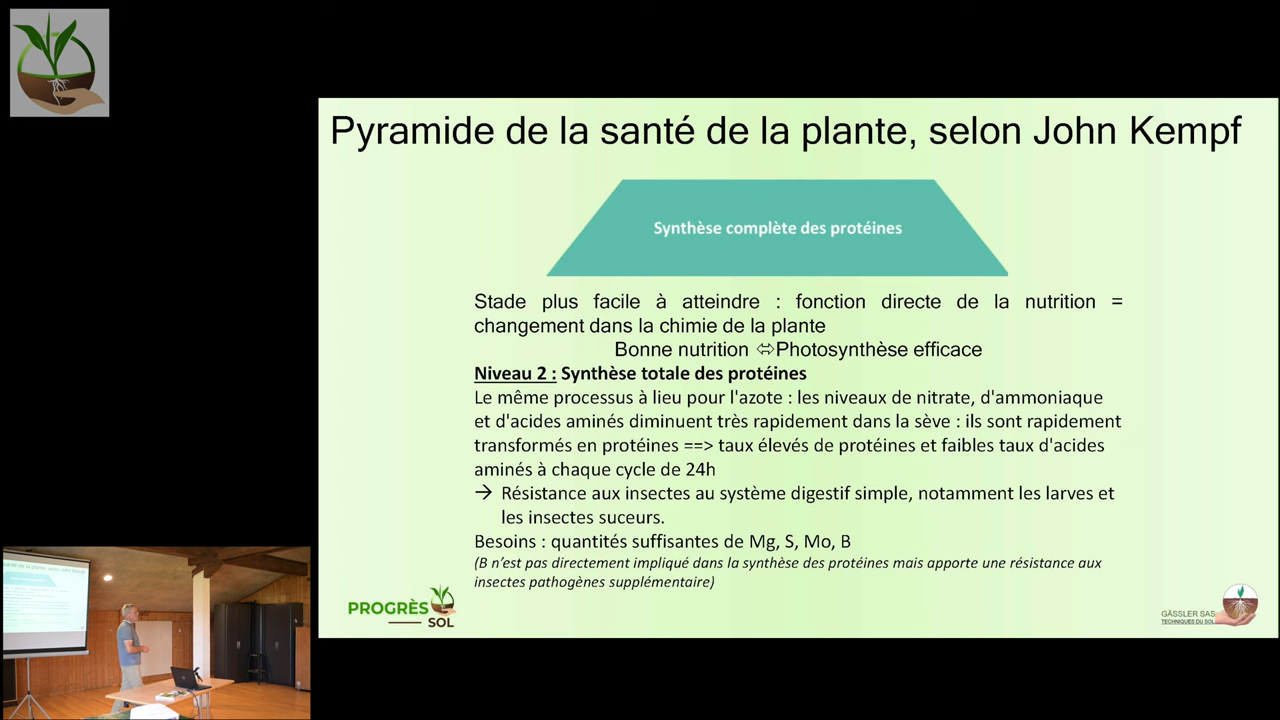 Pyramide de la santé de la plante, selon John Kempf
Synthèse complète des protéines
Stade plus facile à atteindre : fonction directe de la nutrition =
changement dans la chimie de la plante
Bonne nutrition ⬄Photosynthèse efficace
Niveau 2 : Synthèse totale des protéines
Le même processus à lieu pour l'azote : les niveaux de nitrate, d'ammoniaque
et d'acides aminés diminuent très rapidement dans la sève : ils sont rapidement
transformés en protéines ==> taux élevés de protéines et faibles taux d'acides
aminés à chaque cycle de 24h
→ Résistance aux insectes au système digestif simple, notamment les larves et
les insectes suceurs.
Besoins : quantités suffisantes de Mg, S, Mo, B
(B n'est pas directement impliqué dans la synthèse des protéines mais apporte une résistance aux
insectes pathogènes supplémentaire)
PROGRÈS
SOL
GÄSSLER SAS
TECHNIQUES DU SOL